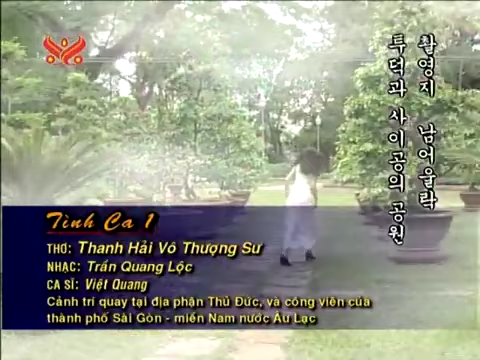 촬영지 남어울락
투덕과 사이공의 공원
Tình Ca 1
THƠ: Thanh Hải Vô Thượng Sư
NHẠC: Trần Quang Lộc
CA SĨ: Việt Quang
Cảnh trí quay tại địa phận Thủ Đức, và công viên của
thành phố Sài Gòn - miền Nam nước Âu Lạc